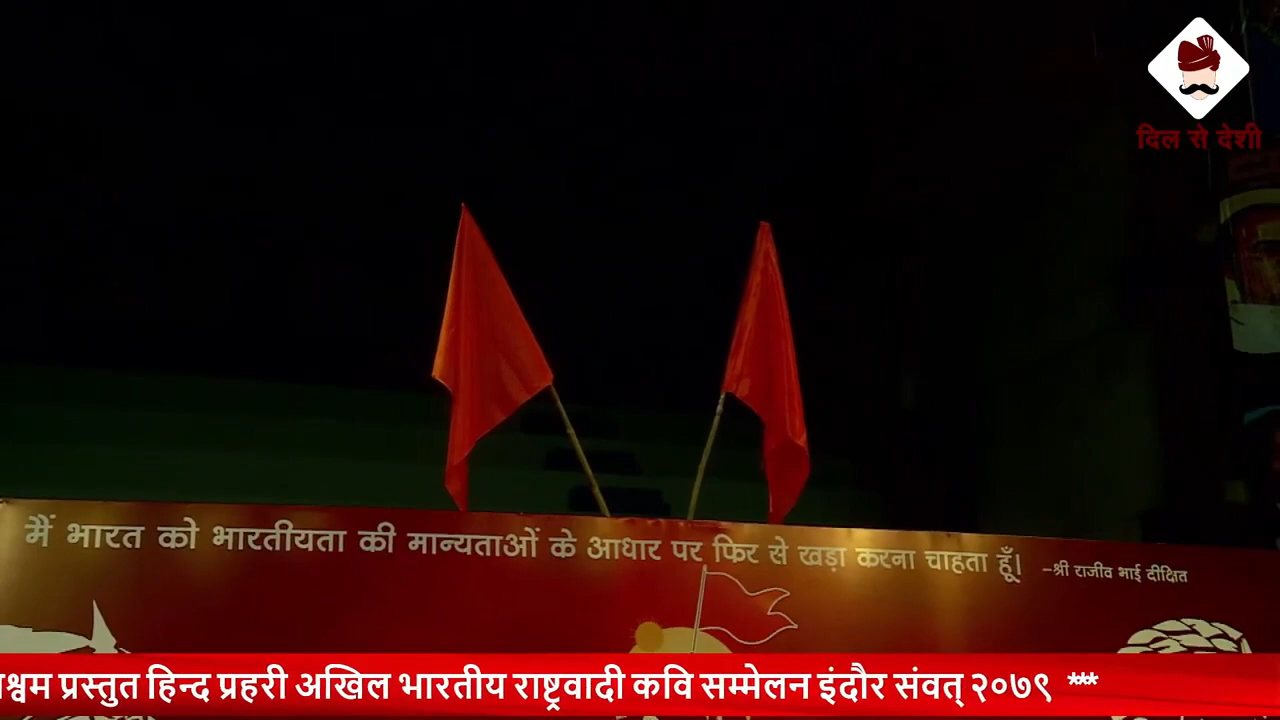 दिल से देशी
मैं भारत को भारतीयता की मान्यताओं के आधार पर फिर से खड़ा करना चाहता हूँ।
–श्री राजीव भाई दीक्षित
प्रस्तुत हिन्द प्रहरी अखिल भारतीय राष्ट्रवादी कवि सम्मेलन इंदौर संवत् २०७९ ***